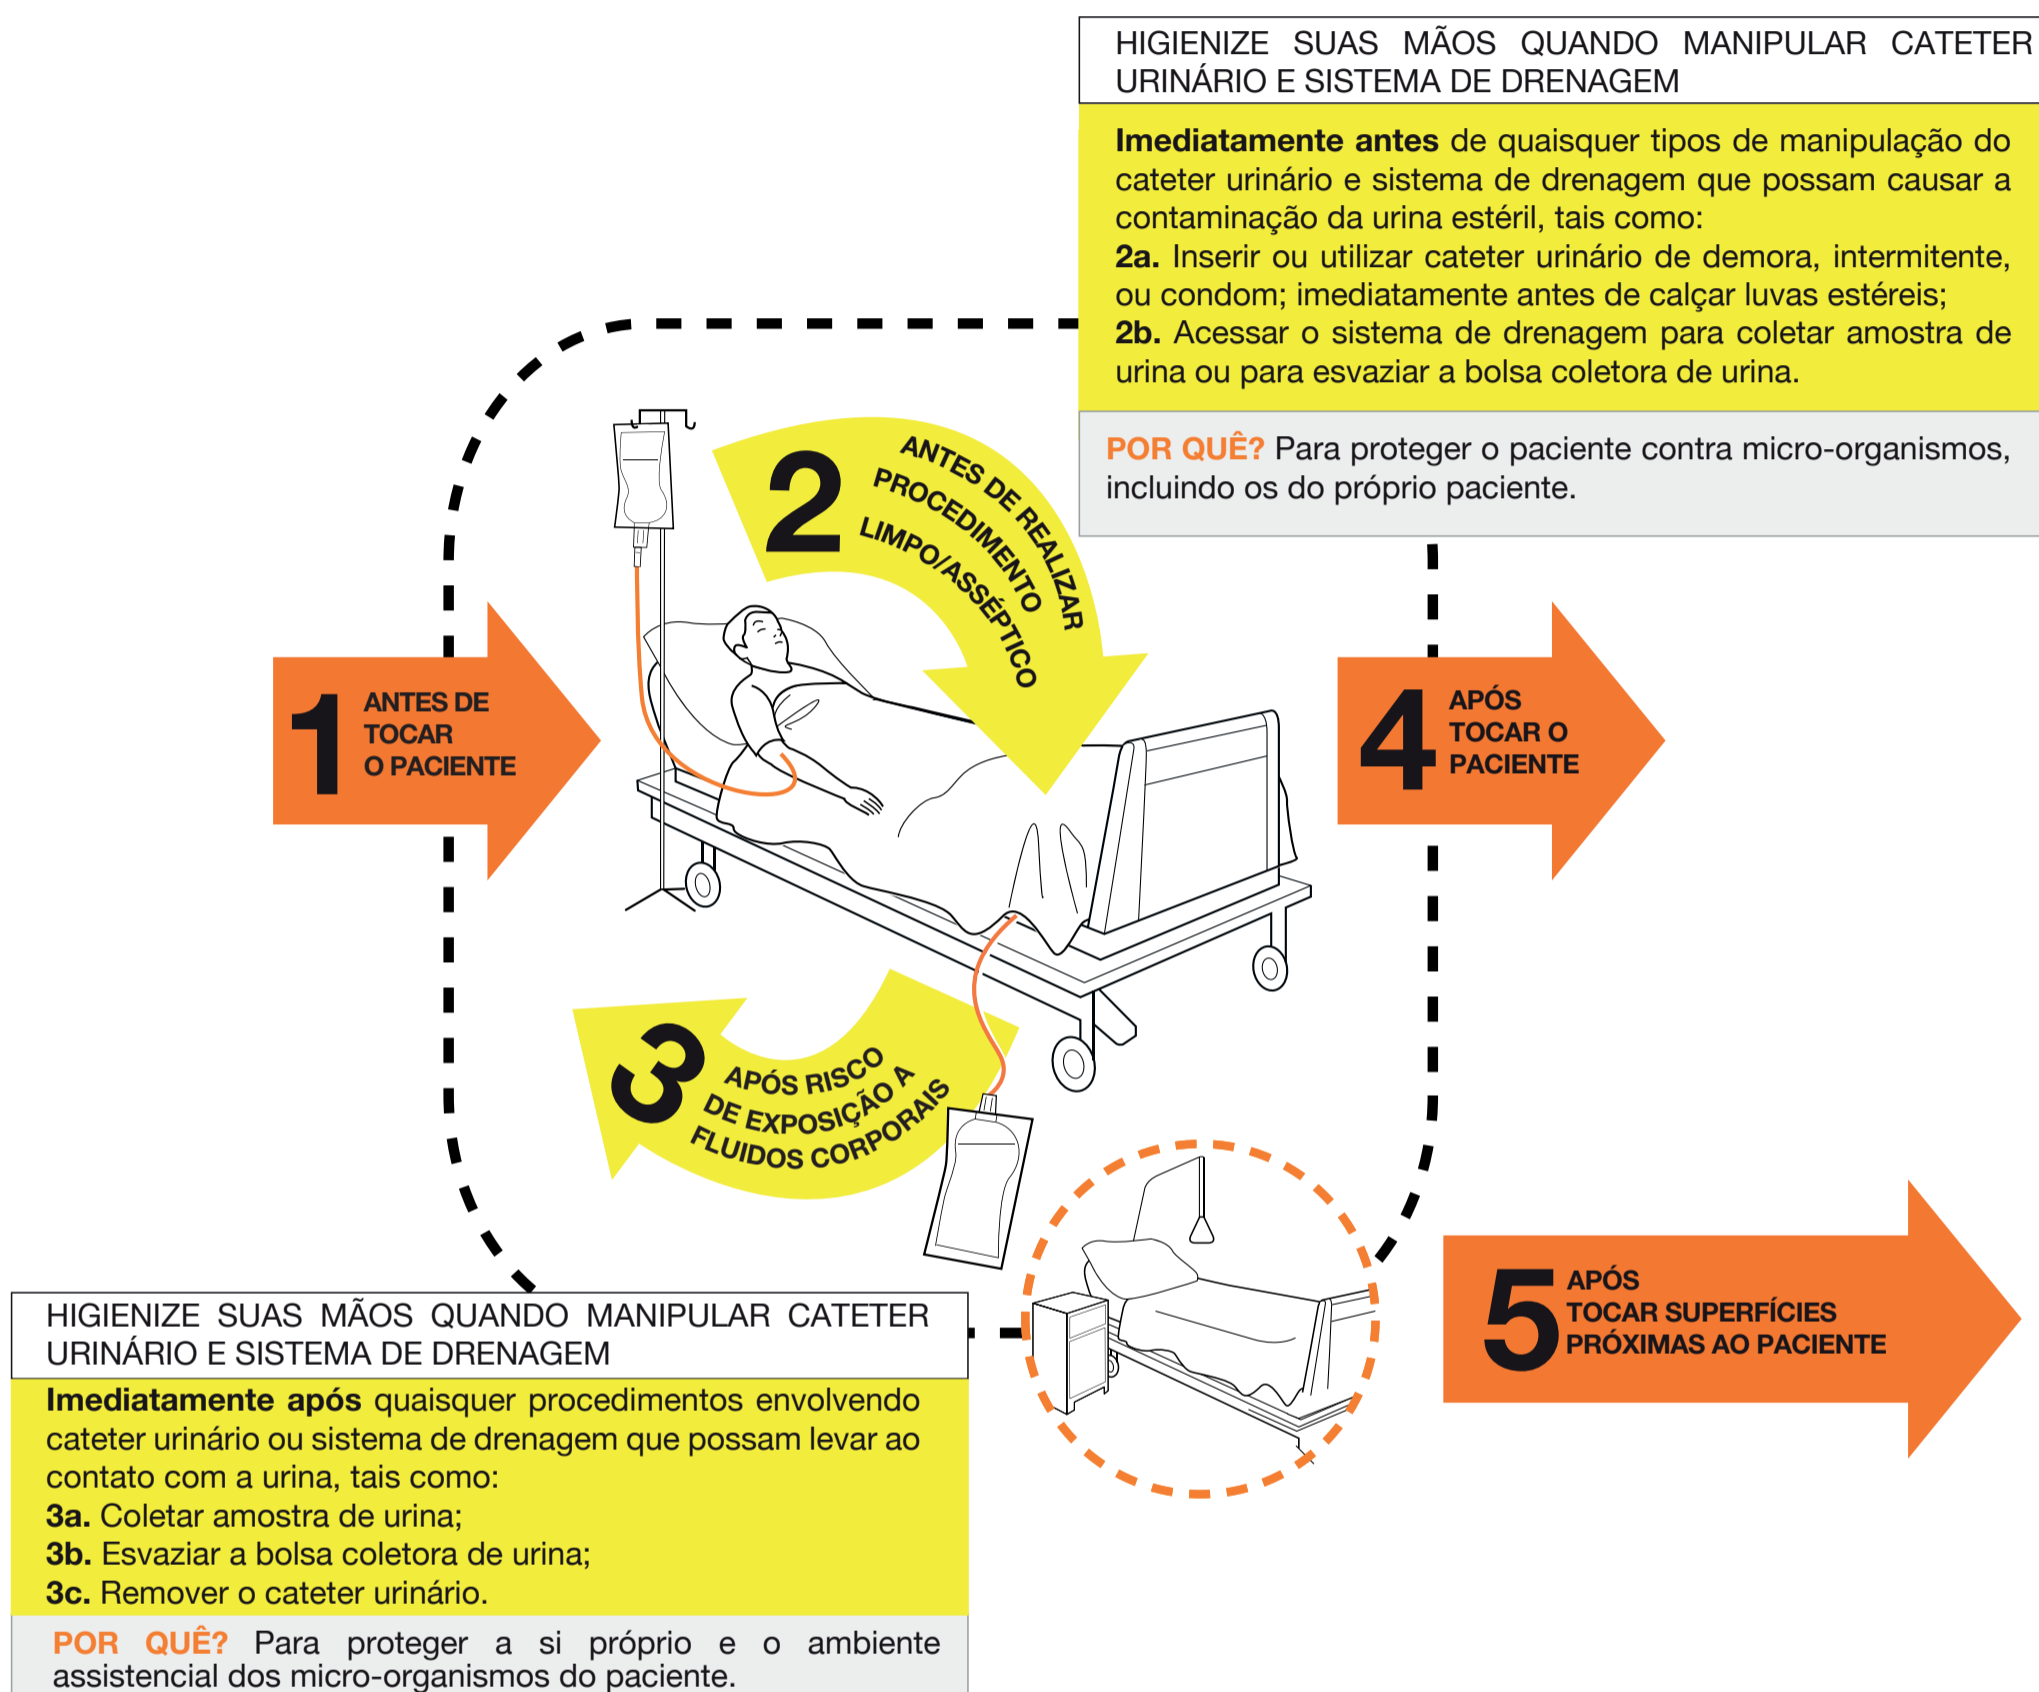 HIGIENIZE SUAS MÃOS QUANDO MANIPULAR CATETER
URINÁRIO E SISTEMA DE DRENAGEM
Imediatamente antes de quaisquer tipos de manipulação do
cateter urinário e sistema de drenagem que possam causar a
contaminação da urina estéril, tais como:
2a. Inserir ou utilizar cateter urinário de demora, intermitente,
ou condom; imediatamente antes de calçar luvas estéreis;
2b. Acessar o sistema de drenagem para coletar amostra de
urina ou para esvaziar a bolsa coletora de urina.
POR QUÊ? Para proteger o paciente contra micro-organismos,
incluindo os do próprio paciente.
1
ANTES DE
TOCAR
O PACIENTE
2
ANTES DE REALIZAR
PROCEDIMENTO
LIMPO/ASSÉPTICO
3
APÓS RISCO
DE EXPOSIÇÃO A
FLUIDOS CORPORAIS
4
APÓS
TOCAR O
PACIENTE
5
APÓS
TOCAR SUPERFÍCIES
PRÓXIMAS AO PACIENTE
HIGIENIZE SUAS MÃOS QUANDO MANIPULAR CATETER
URINÁRIO E SISTEMA DE DRENAGEM
Imediatamente após quaisquer procedimentos envolvendo
cateter urinário ou sistema de drenagem que possam levar ao
contato com a urina, tais como:
3a. Coletar amostra de urina;
3b. Esvaziar a bolsa coletora de urina;
3c. Remover o cateter urinário.
POR QUÊ? Para proteger a si próprio e o ambiente
assistencial dos micro-organismos do paciente.